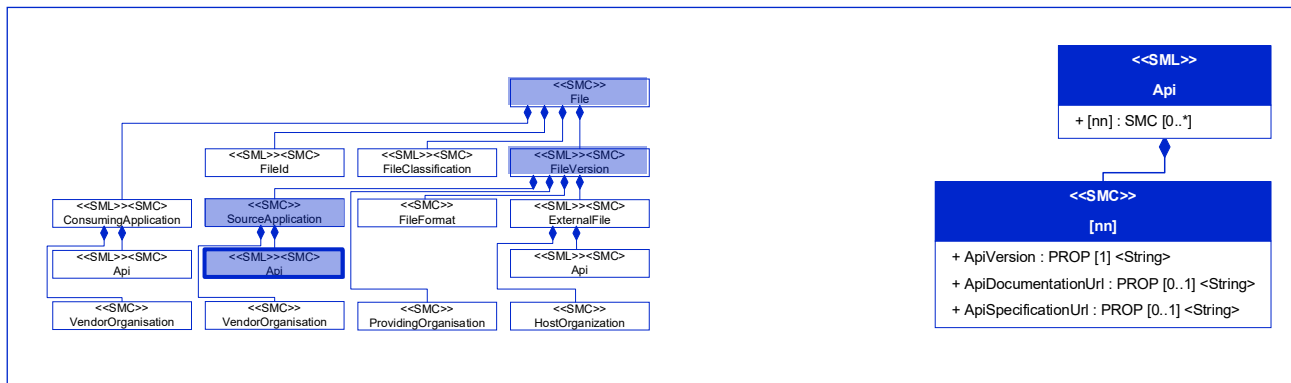 <<SMC>>
File
<<SML>><SMC>
FileId
<<SML>><SMC>
FileClassification
<<SML>><SMC>
FileVersion
<<SML>><SMC>
ConsumingApplication
<<SMC>>
SourceApplication
<<SMC>>
FileFormat
<<SML>><SMC>
ExternalFile
<<SML>><SMC>
Api
<<SML>><SMC>
Api
<<SML>><SMC>
Api
<<SMC>>
VendorOrganisation
<<SMC>>
VendorOrganisation
<<SMC>>
ProvidingOrganisation
<<SMC>>
HostOrganization
<<SML>>
Api
+ [nn] : SMC [0..*]
<<SMC>>
[nn]
+ ApiVersion : PROP [1] <String>
+ ApiDocumentationUrl : PROP [0..1] <String>
+ ApiSpecificationUrl : PROP [0..1] <String>